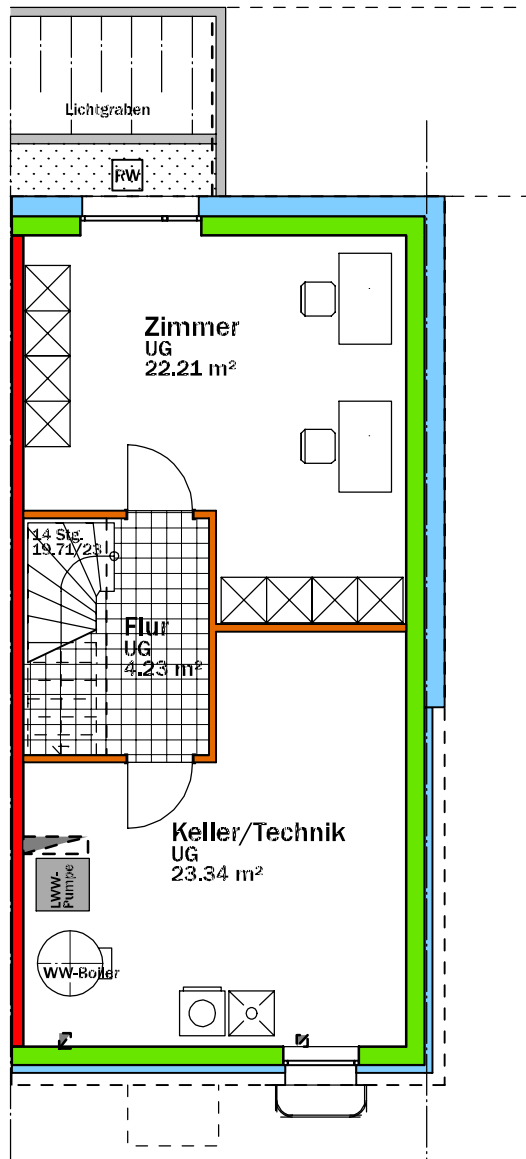 Lichtgraben
RW
Zimmer
UG
22.21 m²
14 Stg.
19.71/23
Flur
UG
4.23 m²
Keller/Technik
UG
23.34 m²
LWW-
Pumpe
WW-Boiler